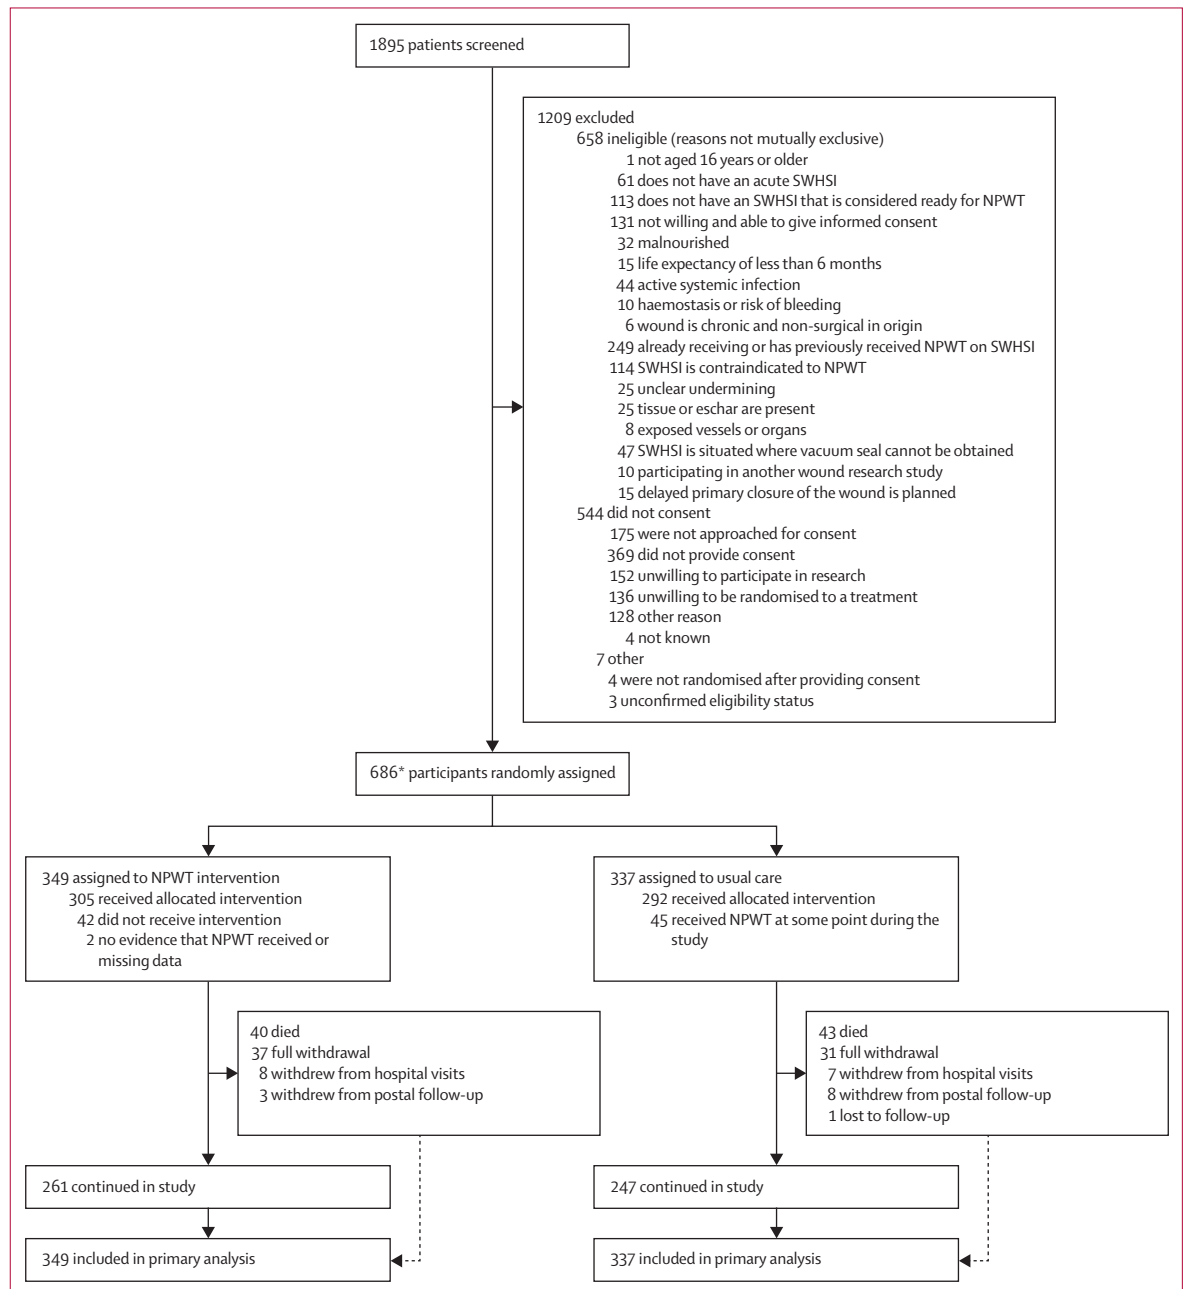 1895 patients screened
1209 excluded
658 ineligible (reasons not mutually exclusive)
1 not aged 16 years or older
61 does not have an acute SWHSI
113 does not have an SWHSI that is considered ready for NPWT
131 not willing and able to give informed consent
32 malnourished
15 life expectancy of less than 6 months
44 active systemic infection
10 haemostasis or risk of bleeding
6 wound is chronic and non-surgical in origin
249 already receiving or has previously received NPWT on SWHSI
114 SWHSI is contraindicated to NPWT
25 unclear undermining
25 tissue or eschar are present
8 exposed vessels or organs
47 SWHSI is situated where vacuum seal cannot be obtained
10 participating in another wound research study
15 delayed primary closure of the wound is planned
544 did not consent
175 were not approached for consent
369 did not provide consent
152 unwilling to participate in research
136 unwilling to be randomised to a treatment
128 other reason
4 not known
7 other
4 were not randomised after providing consent
3 unconfirmed eligibility status
686* participants randomly assigned
349 assigned to NPWT intervention
305 received allocated intervention
42 did not receive intervention
2 no evidence that NPWT received or
missing data
337 assigned to usual care
292 received allocated intervention
45 received NPWT at some point during the
study
40 died
37 full withdrawal
8 withdrew from hospital visits
3 withdrew from postal follow-up
43 died
31 full withdrawal
7 withdrew from hospital visits
8 withdrew from postal follow-up
1 lost to follow-up
261 continued in study
247 continued in study
349 included in primary analysis
337 included in primary analysis